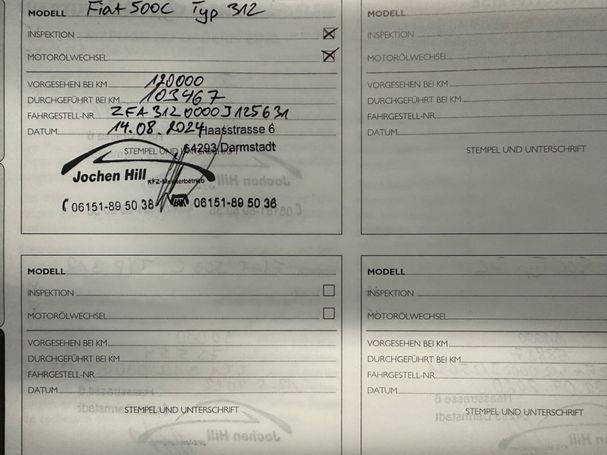 MODELL Fiat 500C Typ 312
INSPEKTION
MOTORÖLWECHSEL
VORGESEHEN BEI KM 120000
DURCHGEFÜHRT BEI KM 103467
FAHRGESTELL-NR. ZFA3120000J125631
DATUM 14.08.2024 Haasstrasse 6
STEMPEL UND 64293 Darmstadt
Jochen Hill KFZ-Meisterbetrieb
06151-89 50 38 06151-89 50 36
MODELL
INSPEKTION
MOTORÖLWECHSEL
VORGESEHEN BEI KM
DURCHGEFÜHRT BEI KM
FAHRGESTELL-NR.
DATUM
STEMPEL UND UNTERSCHRIFT
MODELL
INSPEKTION
MOTORÖLWECHSEL
VORGESEHEN BEI KM
DURCHGEFÜHRT BEI KM
FAHRGESTELL-NR.
DATUM
STEMPEL UND UNTERSCHRIFT
MODELL
INSPEKTION
MOTORÖLWECHSEL
VORGESEHEN BEI KM
DURCHGEFÜHRT BEI KM
FAHRGESTELL-NR.
DATUM
STEMPEL UND UNTERSCHRIFT